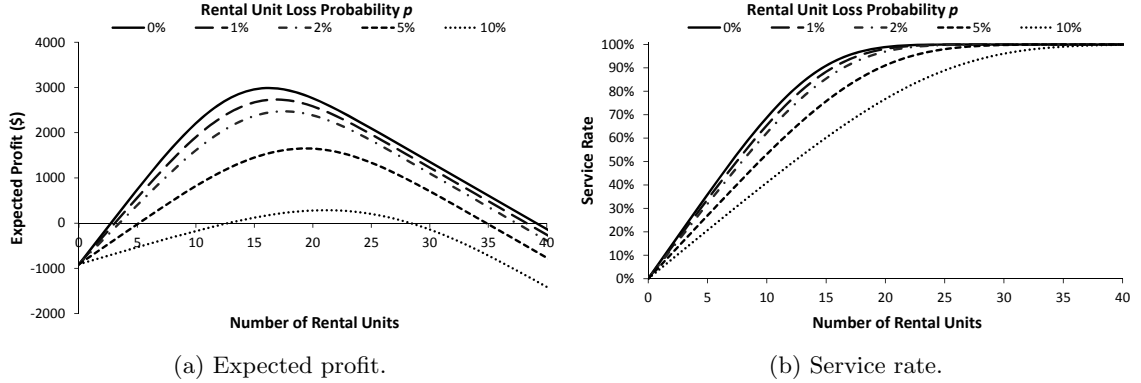 Rental Unit Loss Probability p
0% 1% 2% 5% 10%
4000
3000
2000
1000
0
-1000
-2000
0 5 10 15 20 25 30 35 40
Expected Profit ($)
Number of Rental Units
(a) Expected profit.
Rental Unit Loss Probability p
0% 1% 2% 5% 10%
100%
90%
80%
70%
60%
50%
40%
30%
20%
10%
0%
0 5 10 15 20 25 30 35 40
Service Rate
Number of Rental Units
(b) Service rate.